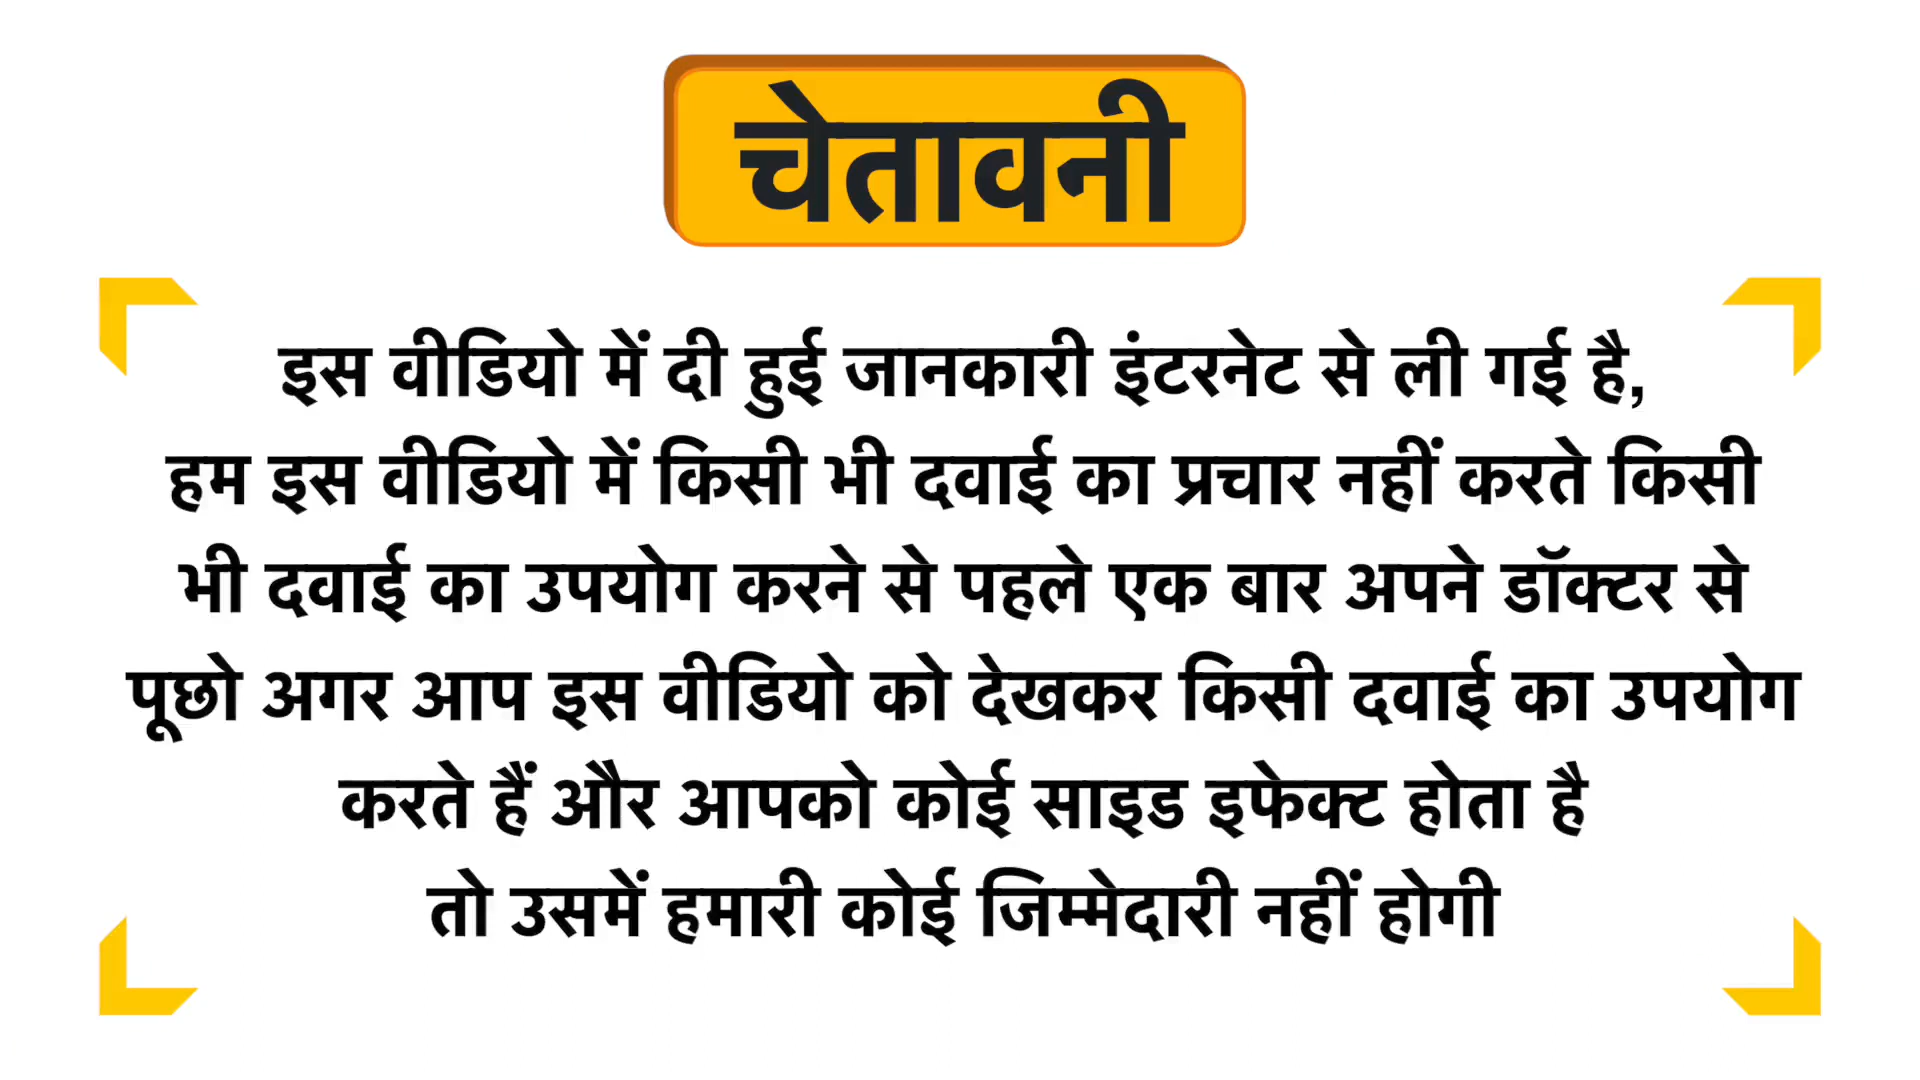 चेतावनी
इस वीडियो में दी हुई जानकारी इंटरनेट से ली गई है,
हम इस वीडियो में किसी भी दवाई का प्रचार नहीं करते किसी
भी दवाई का उपयोग करने से पहले एक बार अपने डॉक्टर से
पूछो अगर आप इस वीडियो को देखकर किसी दवाई का उपयोग
करते हैं और आपको कोई साइड इफेक्ट होता है
तो उसमें हमारी कोई जिम्मेदारी नहीं होगी